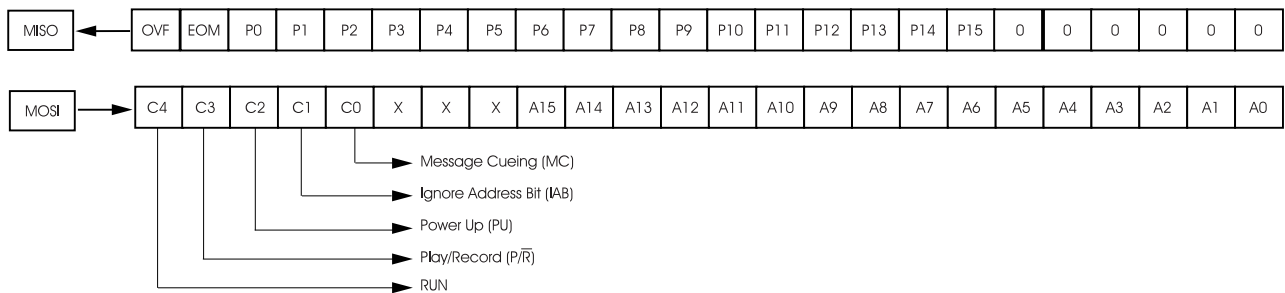 MISO OVF EOM P0 P1 P2 P3 P4 P5 P6 P7 P8 P9 P10 P11 P12 P13 P14 P15 0 0 0 0 0 0
MOSI C4 C3 C2 C1 C0 X X X A15 A14 A13 A12 A11 A10 A9 A8 A7 A6 A5 A4 A3 A2 A1 A0
Message Cueing (MC)
Ignore Address Bit (IAB)
Power Up (PU)
Play/Record (P/R̅)
RUN